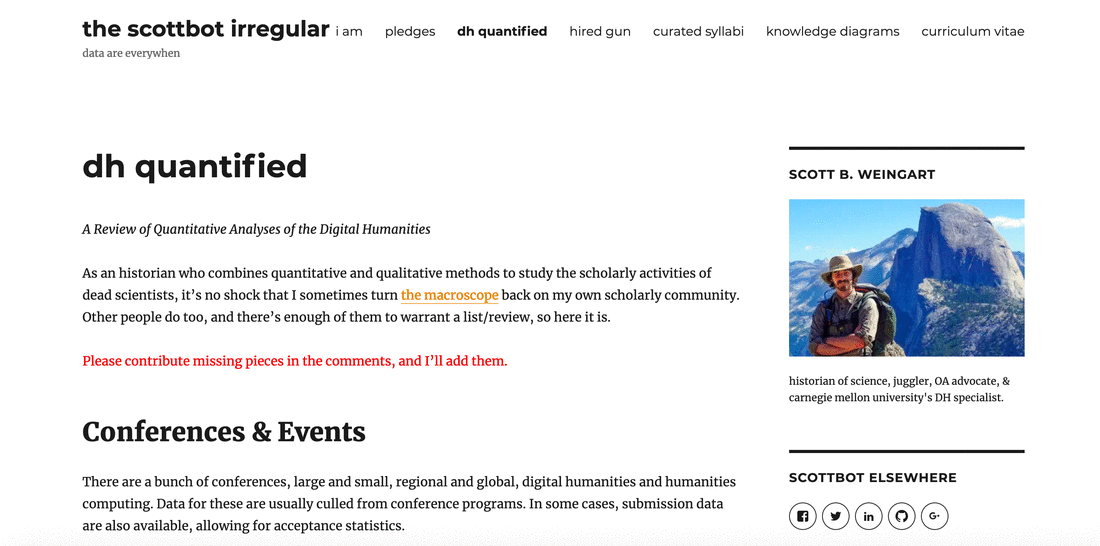 the scottbot irregular
i am pledges dh quantified hired gun curated syllabi knowledge diagrams curriculum vitae
data are everywhen
dh quantified
A Review of Quantitative Analyses of the Digital Humanities
As an historian who combines quantitative and qualitative methods to study the scholarly activities of
dead scientists, it’s no shock that I sometimes turn the macroscope back on my own scholarly community.
Other people do too, and there’s enough of them to warrant a list/review, so here it is.
Please contribute missing pieces in the comments, and I’ll add them.
Conferences & Events
There are a bunch of conferences, large and small, regional and global, digital humanities and humanities
computing. Data for these are usually culled from conference programs. In some cases, submission data
are also available, allowing for acceptance statistics.
SCOTT B. WEINGART
historian of science, juggler, OA advocate, &
carnegie mellon university's DH specialist.
SCOTTBOT ELSEWHERE